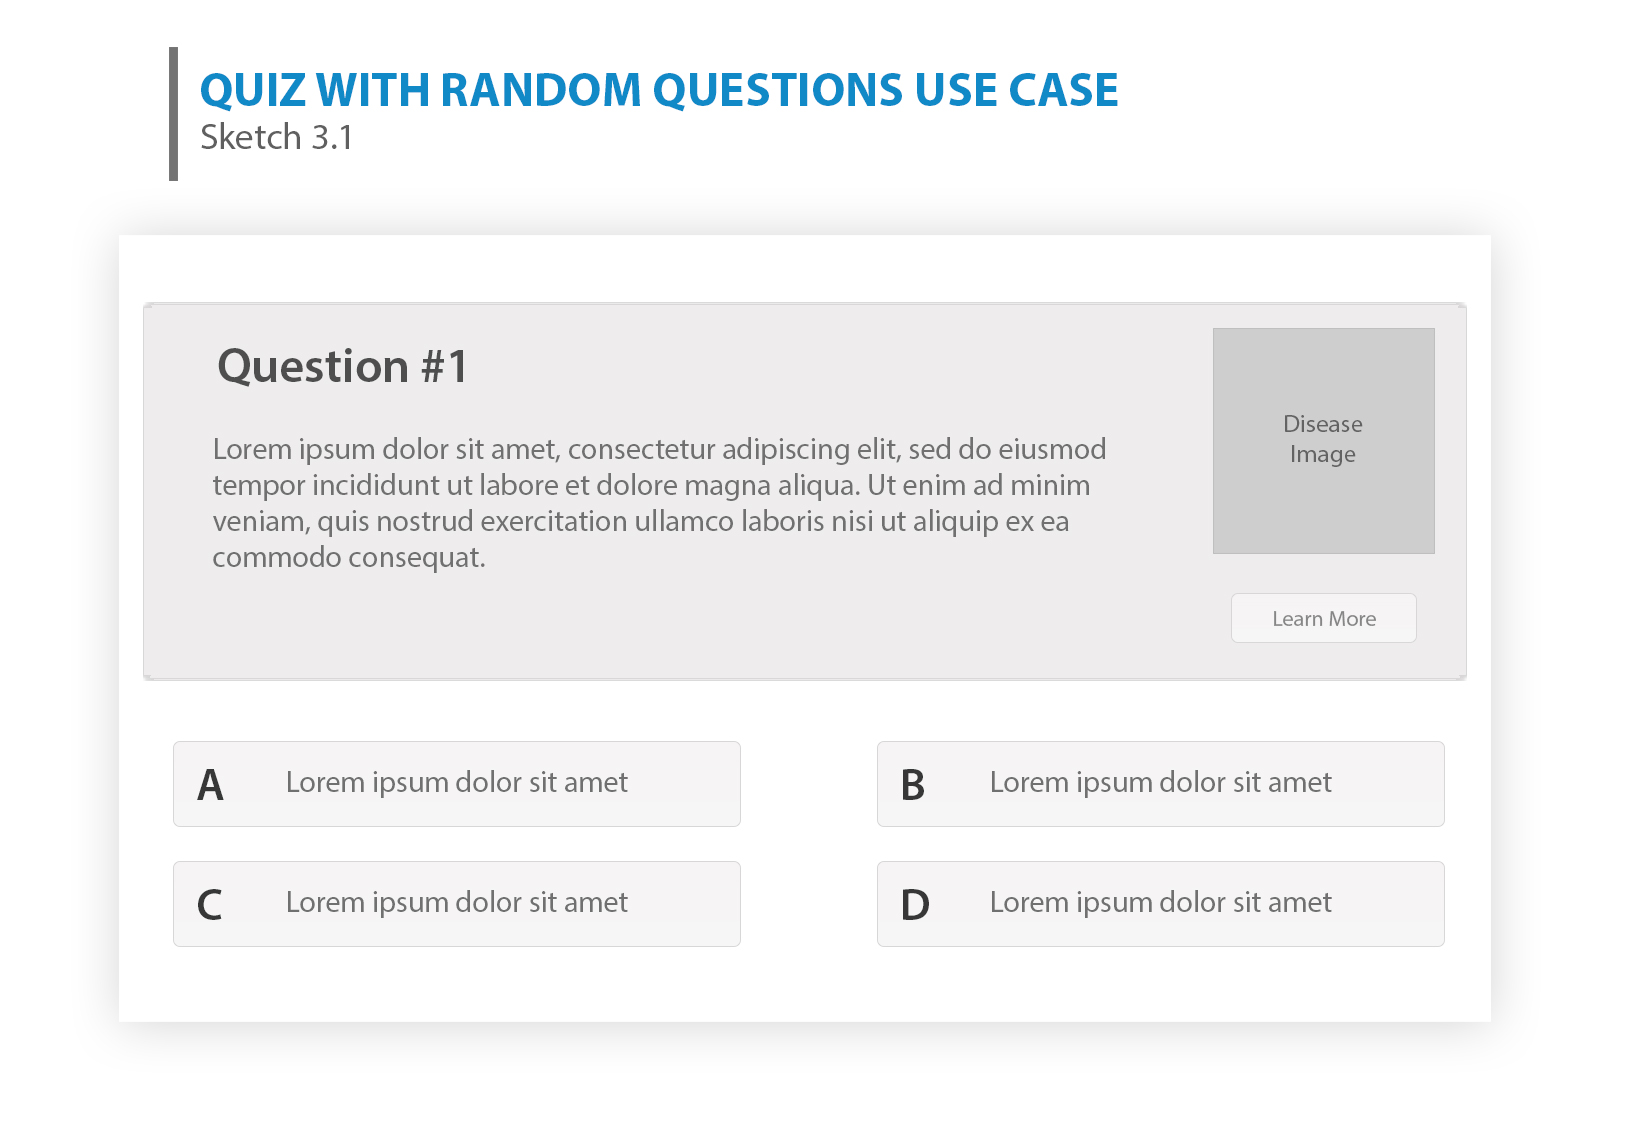 QUIZ WITH RANDOM QUESTIONS USE CASE
Sketch 3.1
Question #1
Lorem ipsum dolor sit amet, consectetur adipiscing elit, sed do eiusmod
tempor incididunt ut labore et dolore magna aliqua. Ut enim ad minim
veniam, quis nostrud exercitation ullamco laboris nisi ut aliquip ex ea
commodo consequat.
Disease
Image
Learn More
A Lorem ipsum dolor sit amet
B Lorem ipsum dolor sit amet
C Lorem ipsum dolor sit amet
D Lorem ipsum dolor sit amet